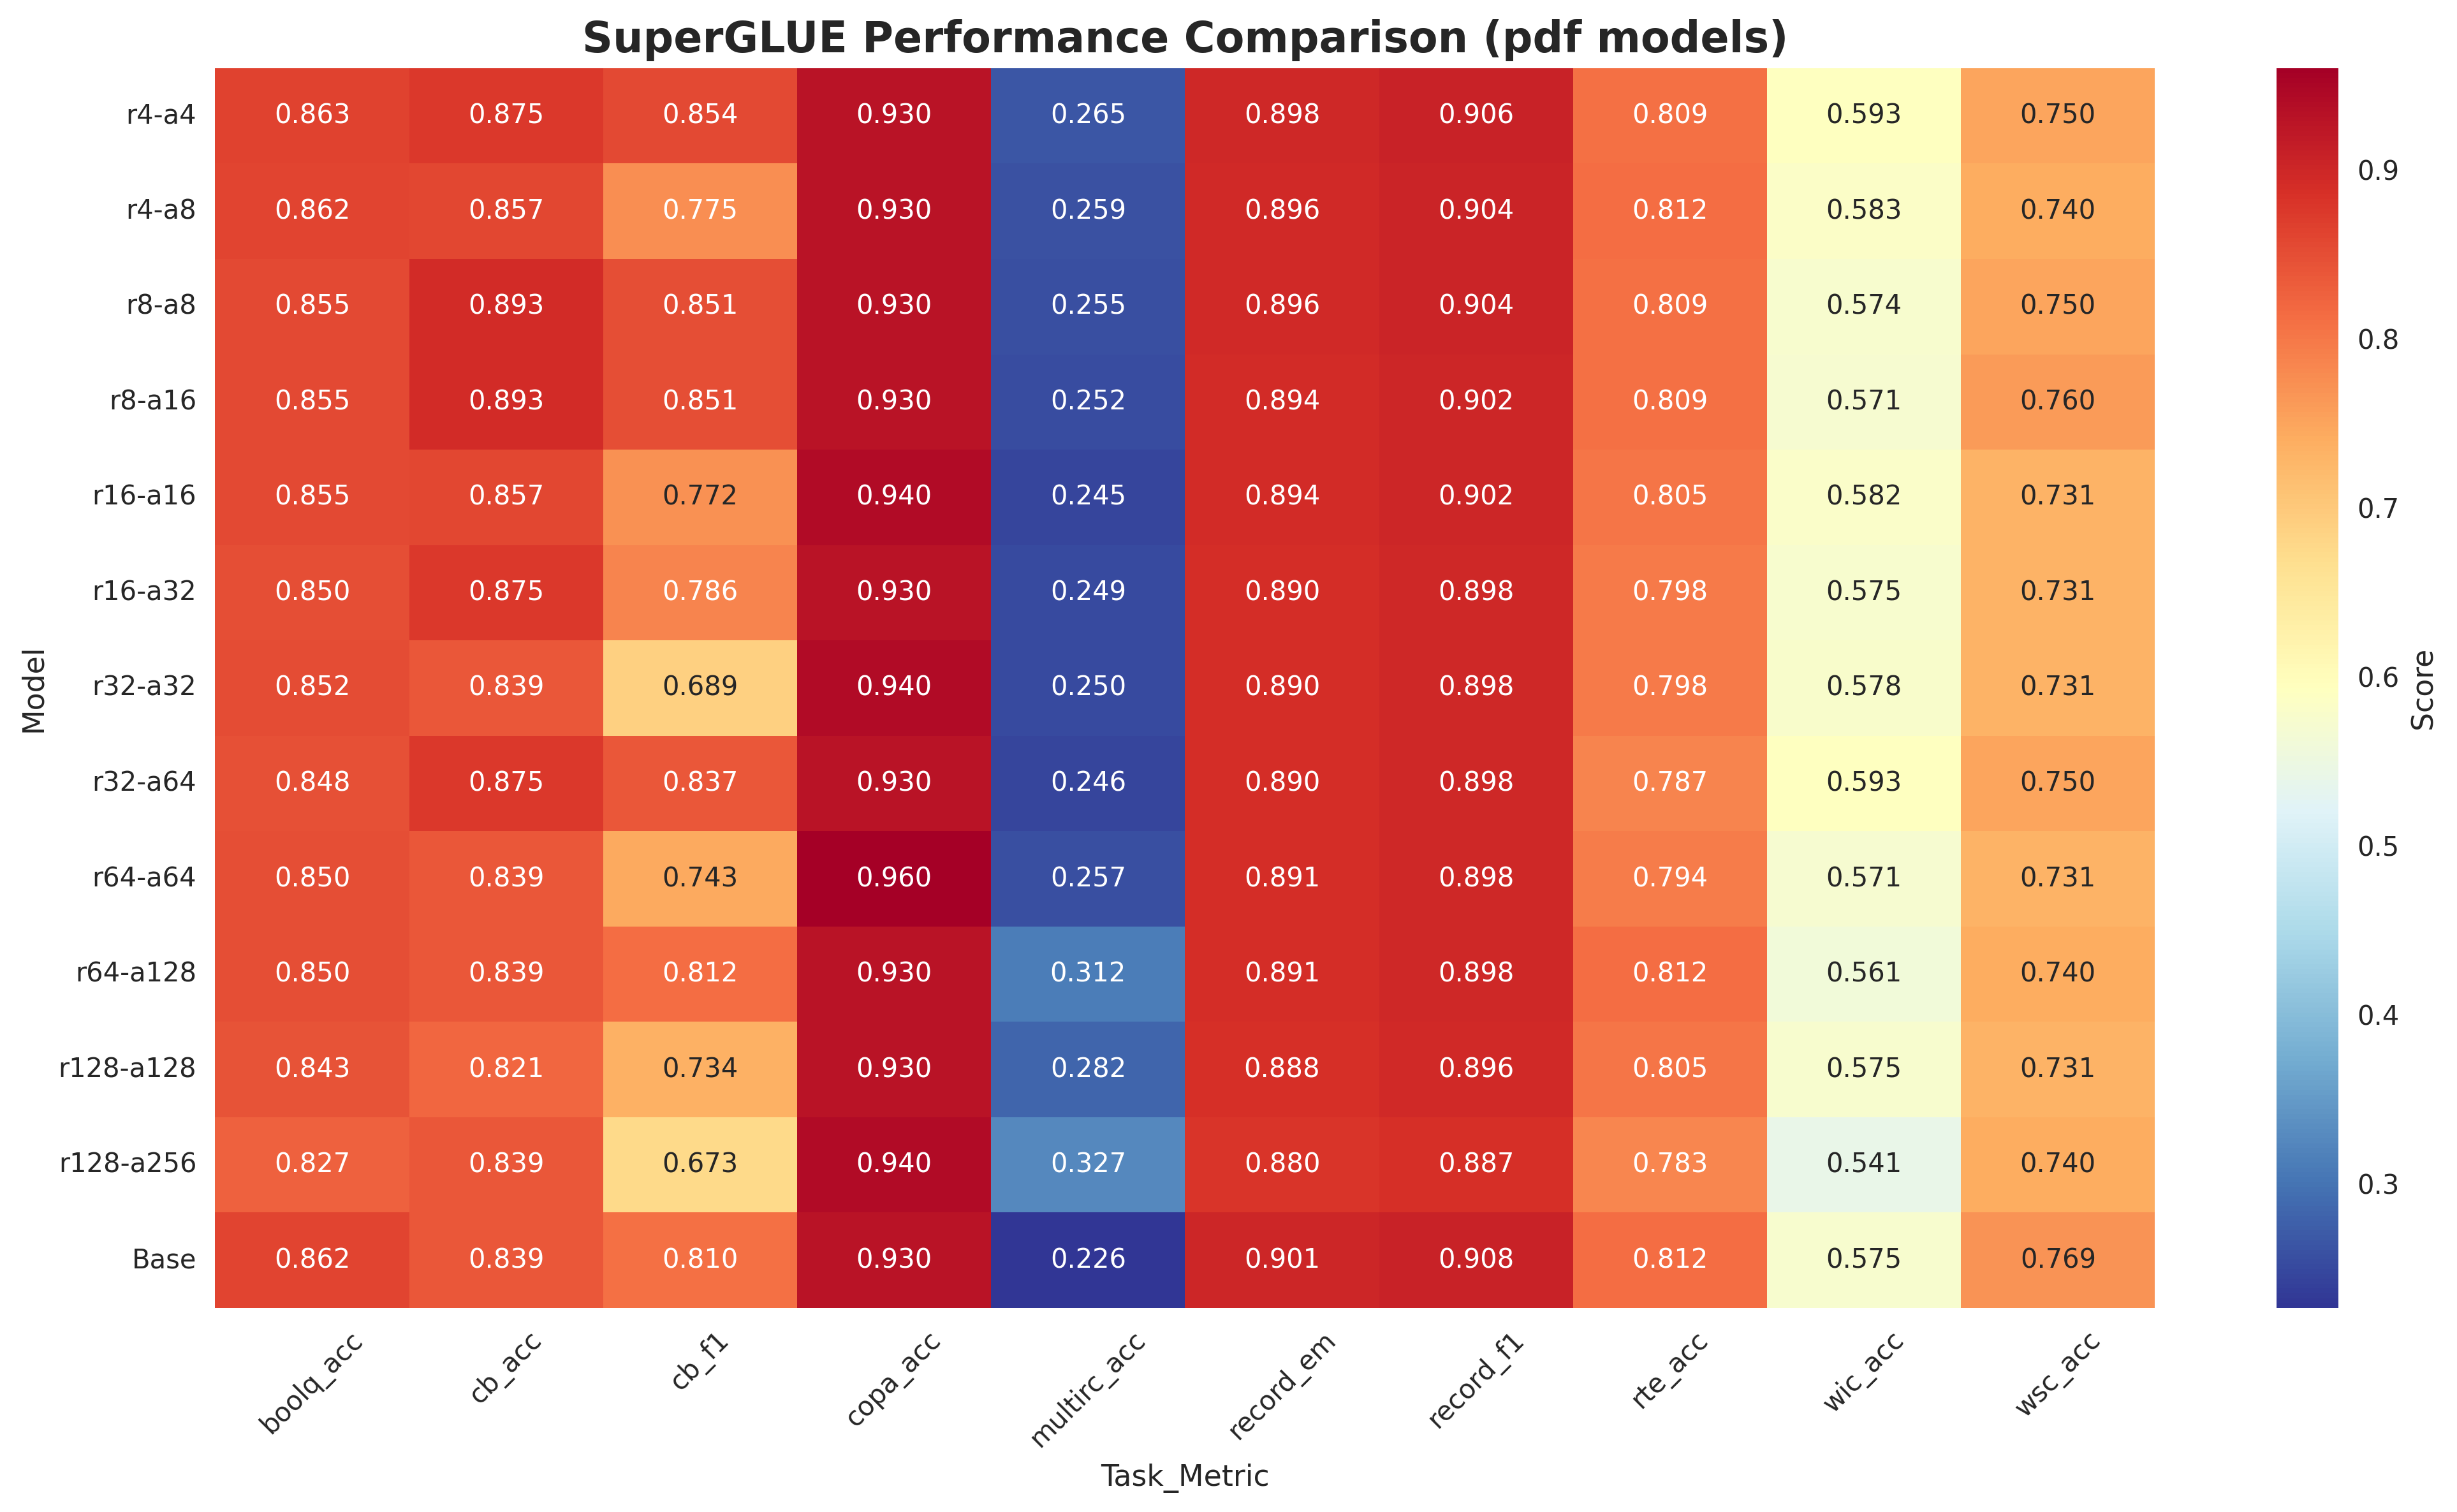 SuperGLUE Performance Comparison (pdf models)
r4-a4 0.863 0.875 0.854 0.930 0.265 0.898 0.906 0.809 0.593 0.750
r4-a8 0.862 0.857 0.775 0.930 0.259 0.896 0.904 0.812 0.583 0.740
r8-a8 0.855 0.893 0.851 0.930 0.255 0.896 0.904 0.809 0.574 0.750
r8-a16 0.855 0.893 0.851 0.930 0.252 0.894 0.902 0.809 0.571 0.760
r16-a16 0.855 0.857 0.772 0.940 0.245 0.894 0.902 0.805 0.582 0.731
r16-a32 0.850 0.875 0.786 0.930 0.249 0.890 0.898 0.798 0.575 0.731
r32-a32 0.852 0.839 0.689 0.940 0.250 0.890 0.898 0.798 0.578 0.731
r32-a64 0.848 0.875 0.837 0.930 0.246 0.890 0.898 0.787 0.593 0.750
r64-a64 0.850 0.839 0.743 0.960 0.257 0.891 0.898 0.794 0.571 0.731
r64-a128 0.850 0.839 0.812 0.930 0.312 0.891 0.898 0.812 0.561 0.740
r128-a128 0.843 0.821 0.734 0.930 0.282 0.888 0.896 0.805 0.575 0.731
r128-a256 0.827 0.839 0.673 0.940 0.327 0.880 0.887 0.783 0.541 0.740
Base 0.862 0.839 0.810 0.930 0.226 0.901 0.908 0.812 0.575 0.769
boolq_acc cb_acc cb_f1 copa_acc multirc_acc record_em record_f1 rte_acc wic_acc wsc_acc
Task_Metric
Model
0.9
0.8
0.7
0.6
0.5
0.4
0.3
Score